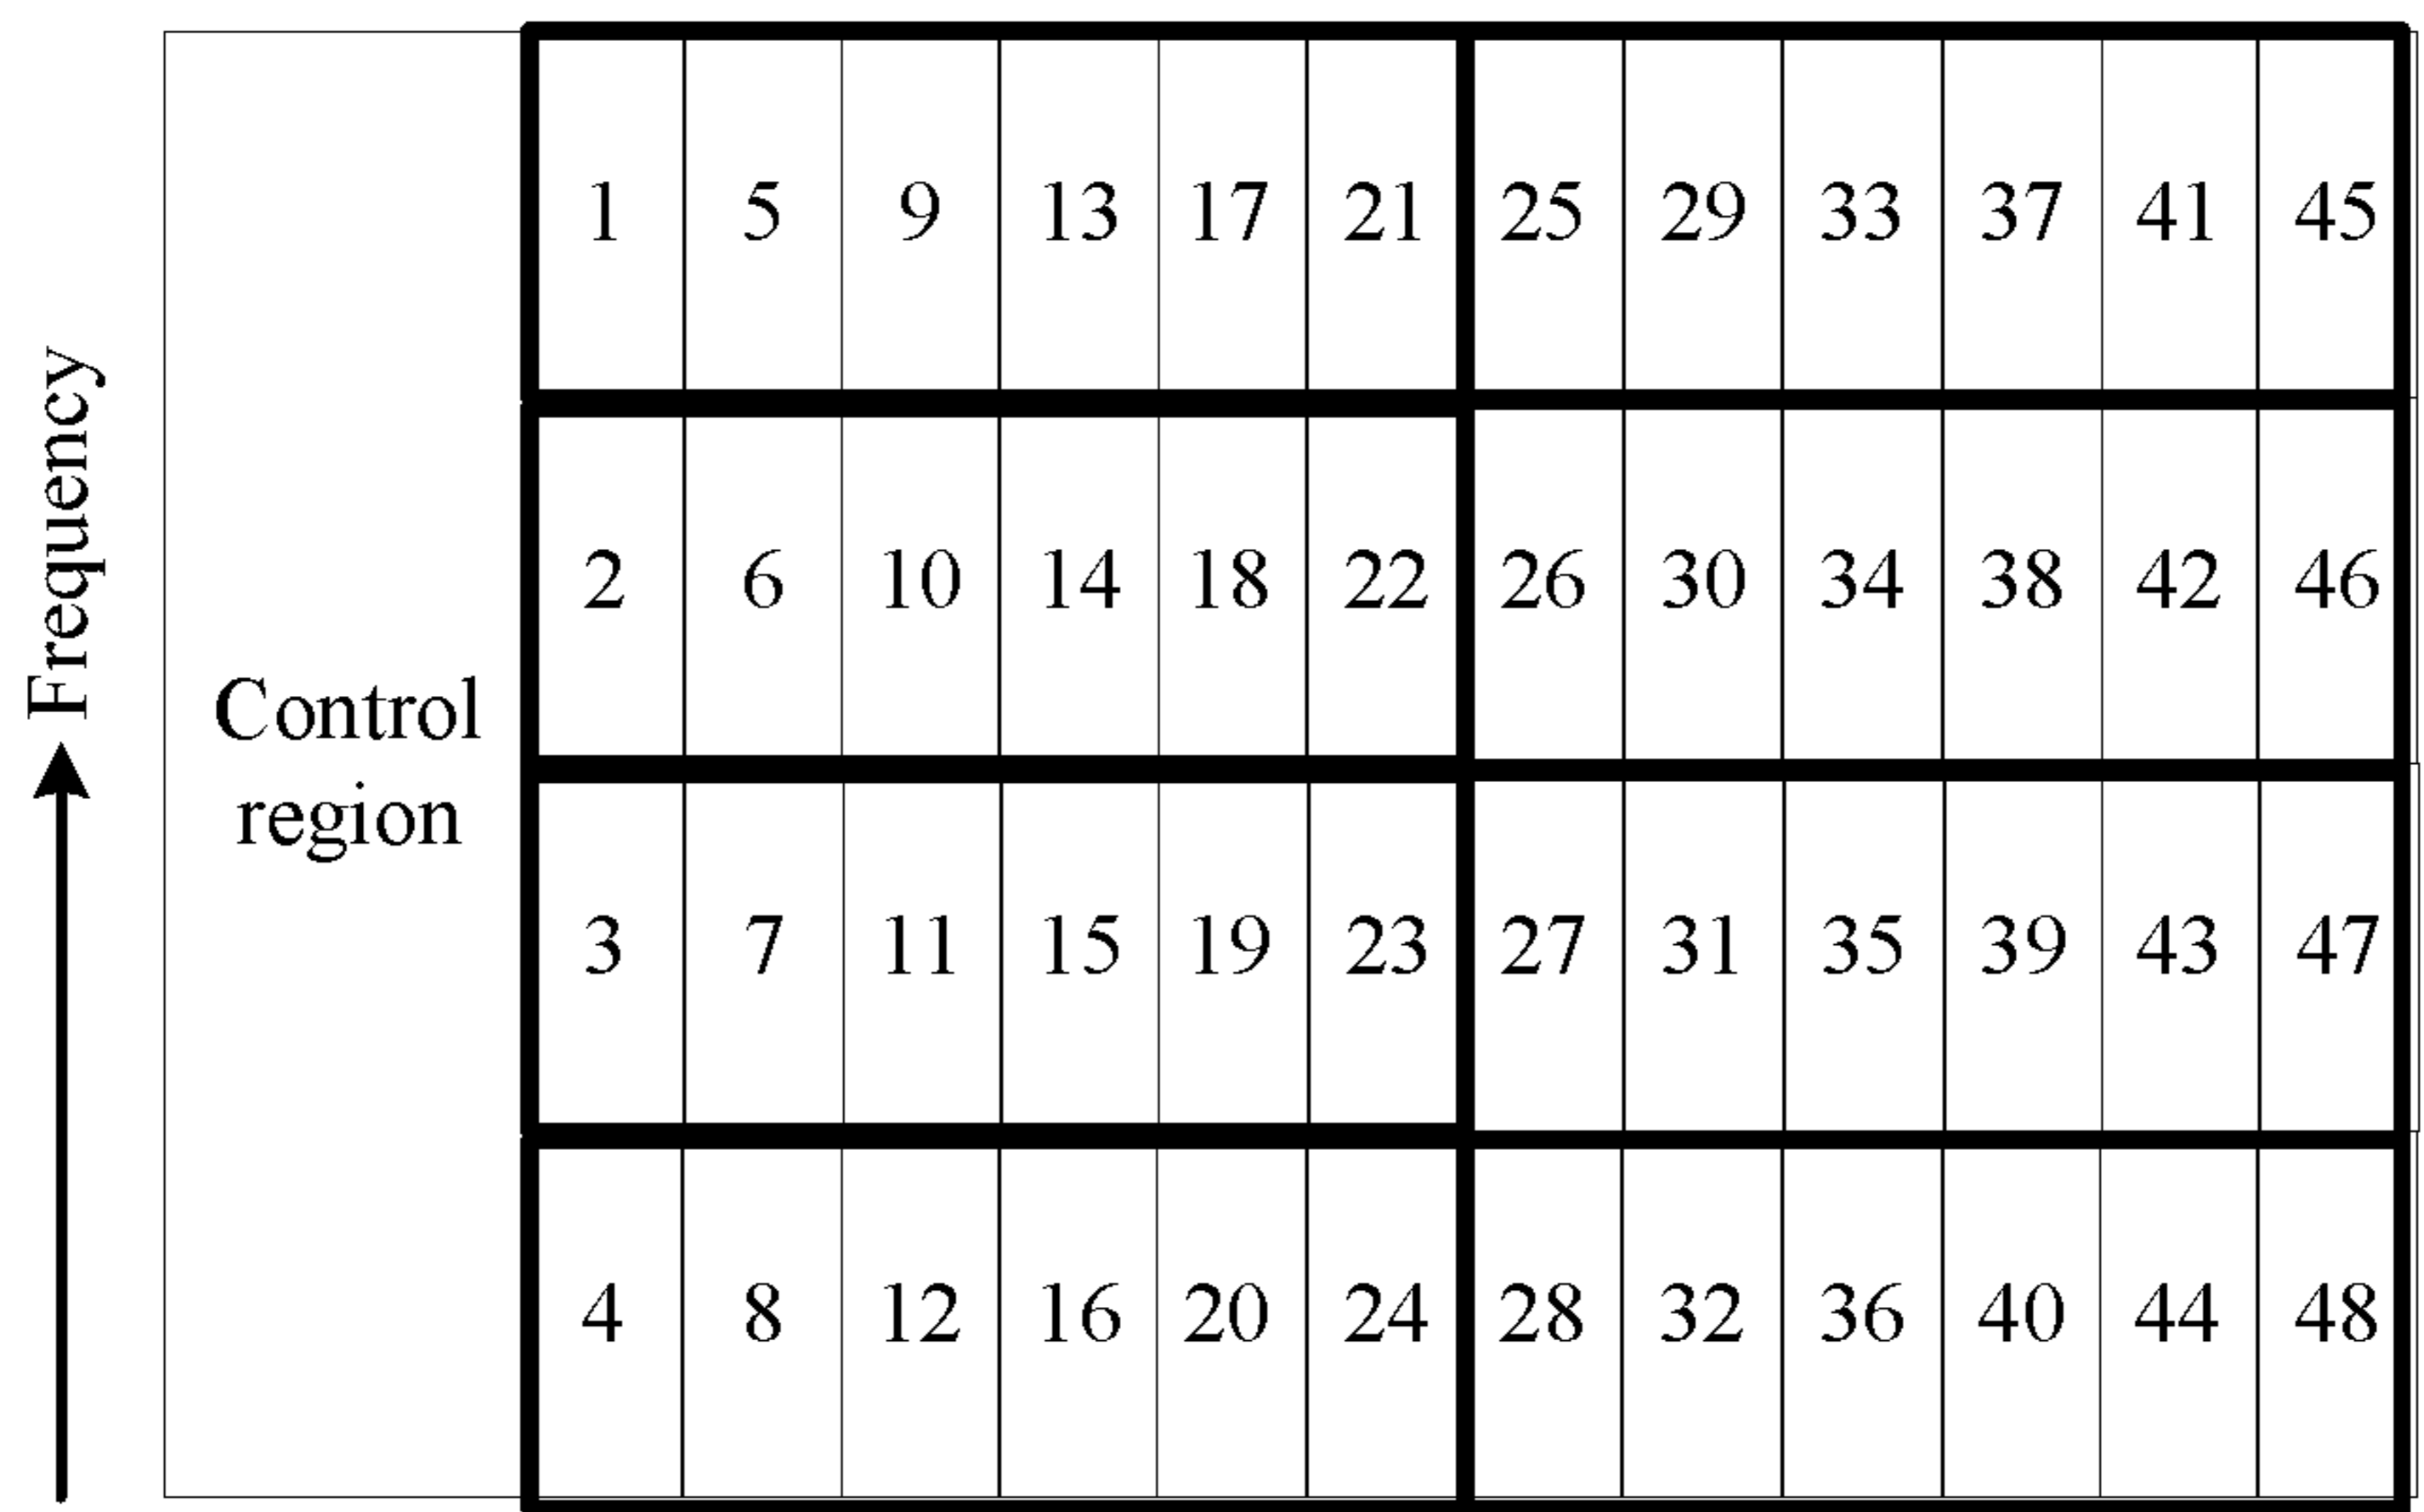 Frequency
Control
region
1 5 9 13 17 21 25 29 33 37 41 45
2 6 10 14 18 22 26 30 34 38 42 46
3 7 11 15 19 23 27 31 35 39 43 47
4 8 12 16 20 24 28 32 36 40 44 48